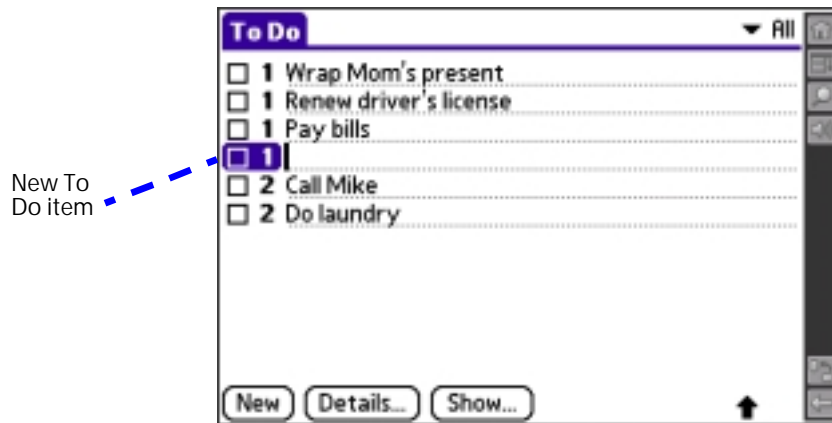 To Do
All
1 Wrap Mom's present
1 Renew driver's license
1 Pay bills
1
2 Call Mike
2 Do laundry
New To
Do item
New Details... Show...